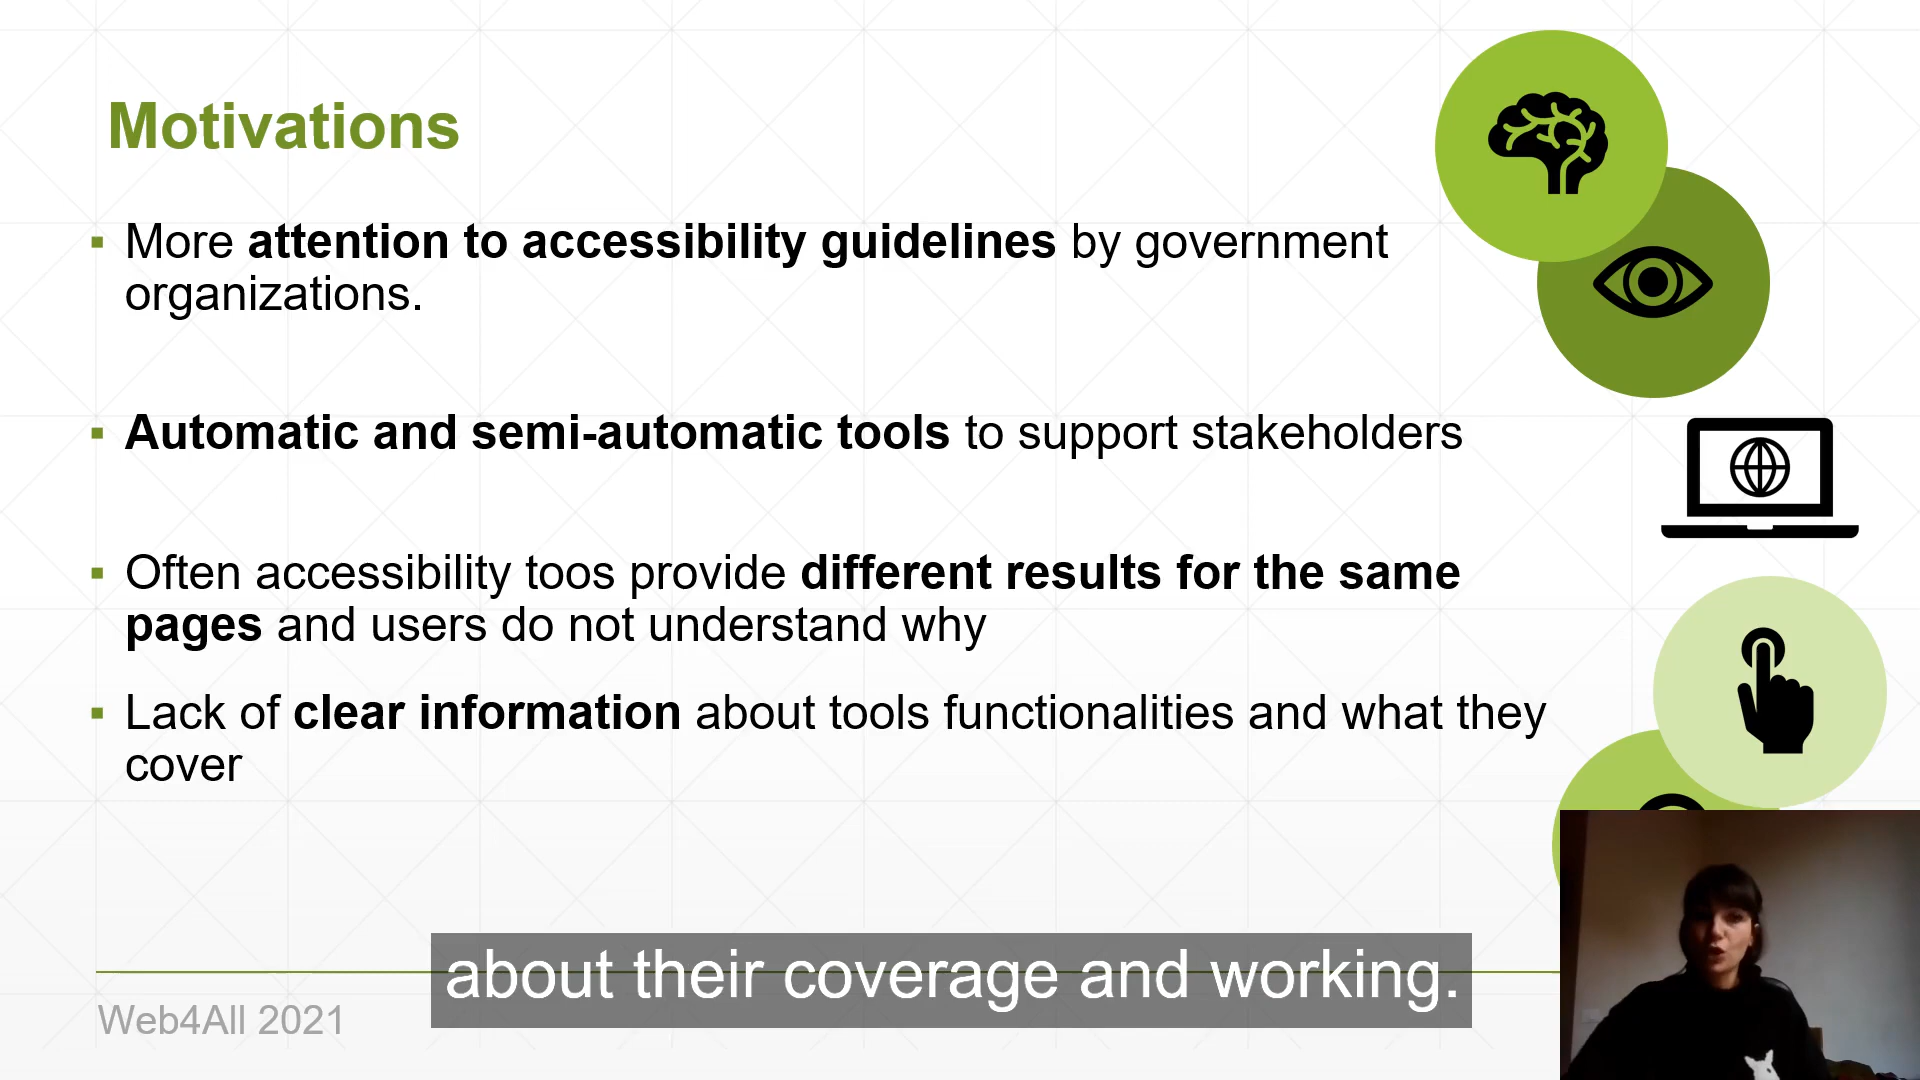 Motivations
More attention to accessibility guidelines by government
organizations.
Automatic and semi-automatic tools to support stakeholders
Often accessibility toos provide different results for the same
pages and users do not understand why
Lack of clear information about tools functionalities and what they
cover
about their coverage and working.
Web4All 2021